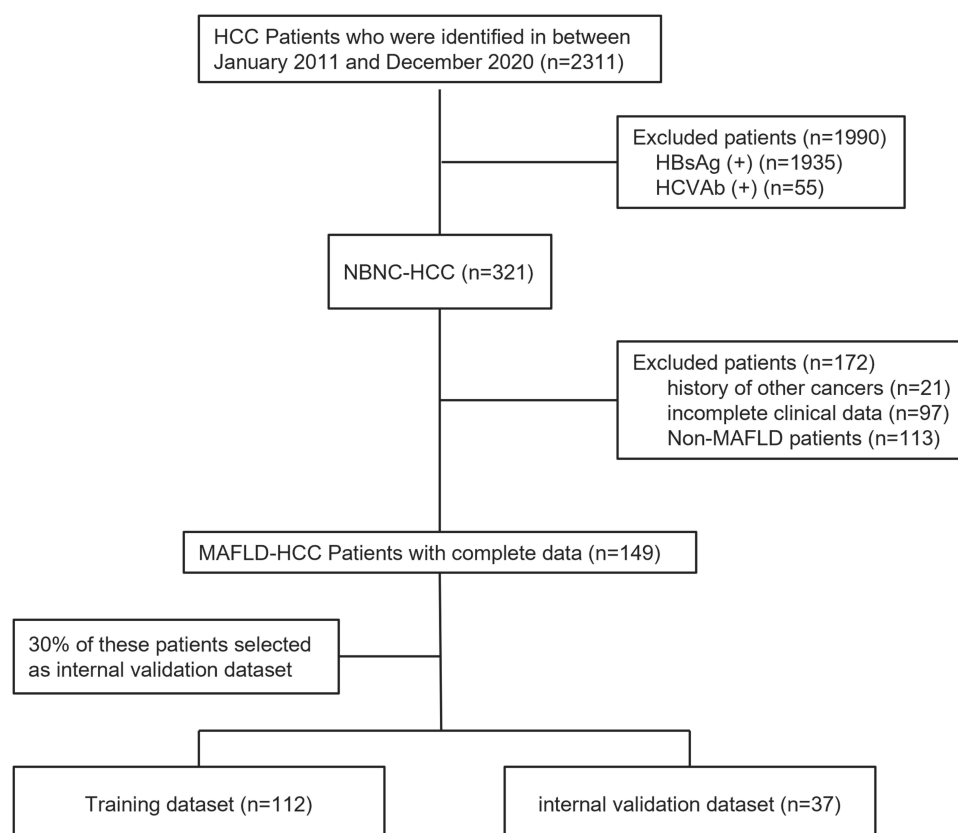 HCC Patients who were identified in between
January 2011 and December 2020 (n=2311)
Excluded patients (n=1990)
HBsAg (+) (n=1935)
HCVAb (+) (n=55)
NBNC-HCC (n=321)
Excluded patients (n=172)
history of other cancers (n=21)
incomplete clinical data (n=97)
Non-MAFLD patients (n=113)
MAFLD-HCC Patients with complete data (n=149)
30% of these patients selected
as internal validation dataset
Training dataset (n=112)
internal validation dataset (n=37)